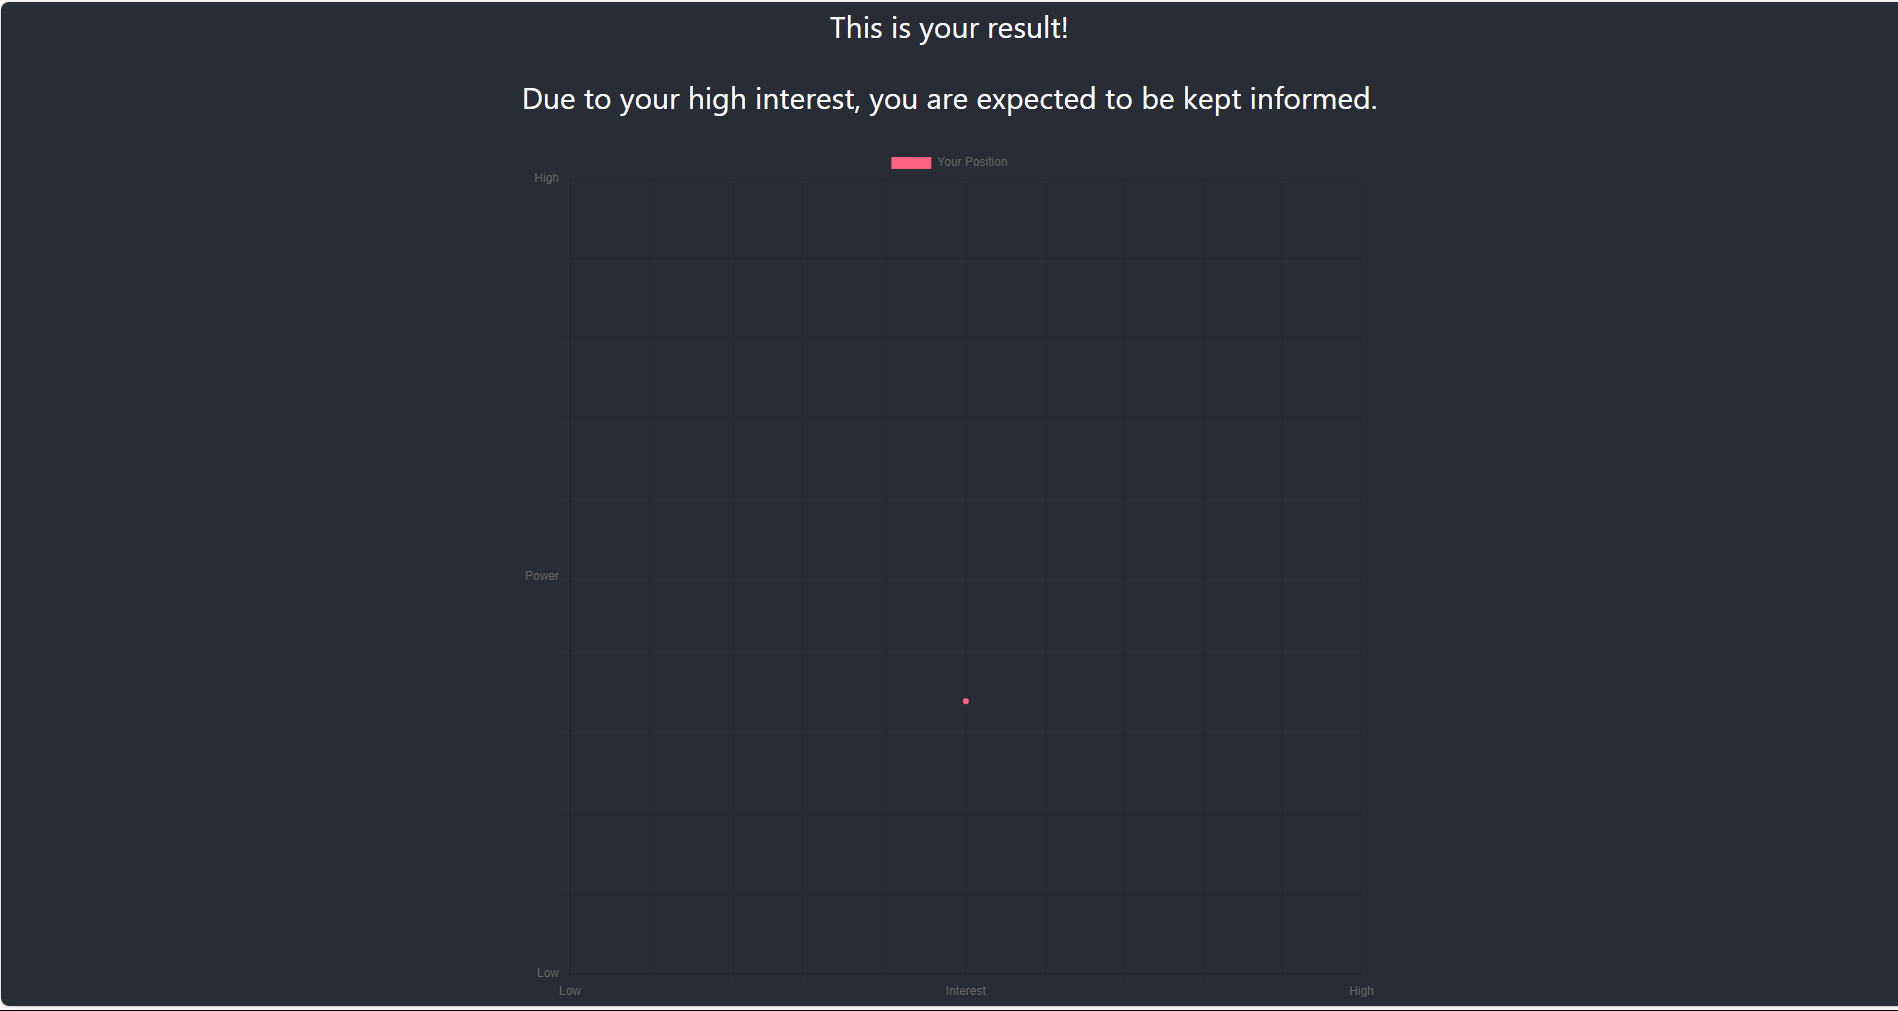 This is your result!
Due to your high interest, you are expected to be kept informed.
Your Position
High
Power
Low
Low
Interest
High